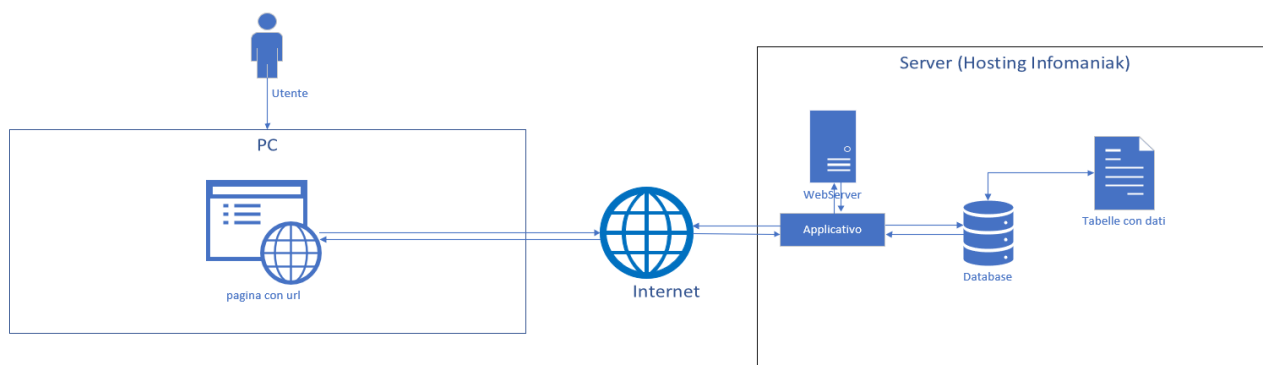 Utente
PC
pagina con url
Internet
Server (Hosting Infomaniak)
WebServer
Applicativo
Database
Tabelle con dati